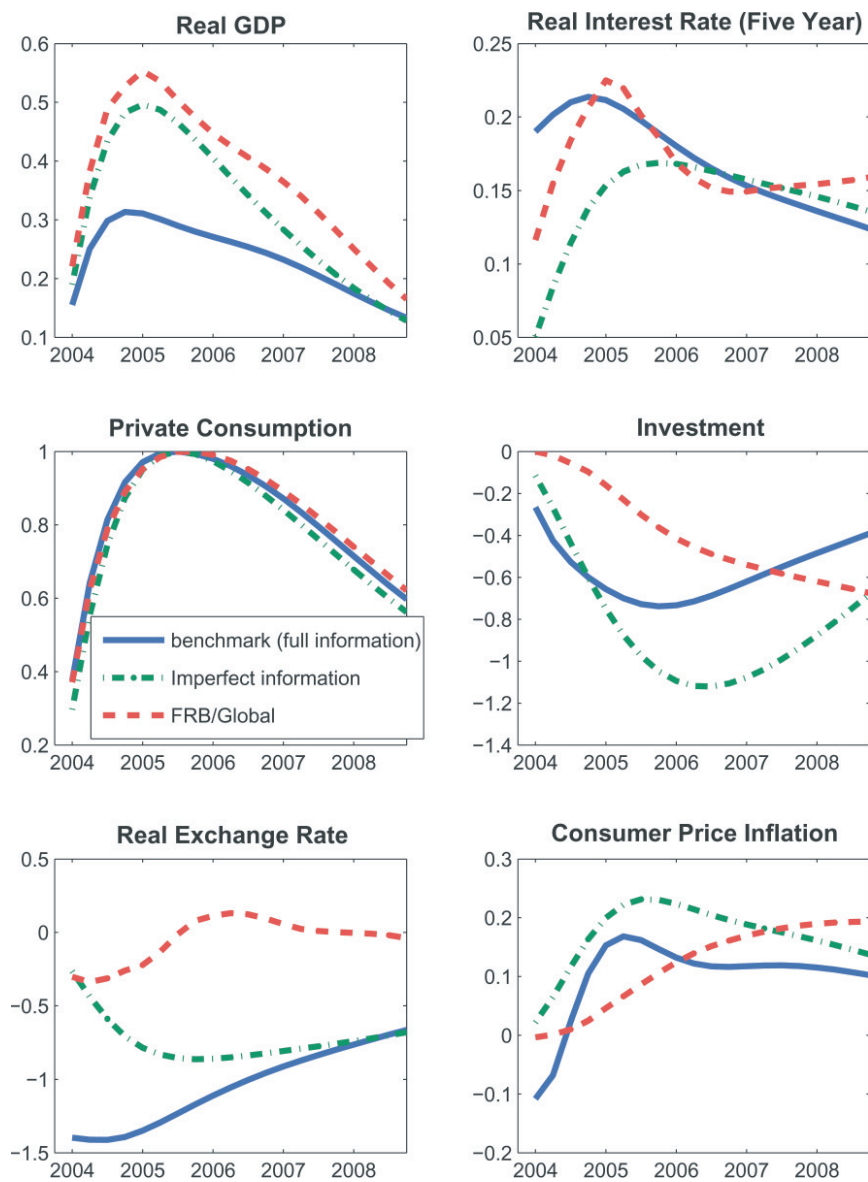 Real GDP
0.6
0.5
0.4
0.3
0.2
0.1
2004 2005 2006 2007 2008
Real Interest Rate (Five Year)
0.25
0.2
0.15
0.1
0.05
2004 2005 2006 2007 2008
Private Consumption
1
0.8
0.6
0.4
0.2
benchmark (full information)
Imperfect information
FRB/Global
2004 2005 2006 2007 2008
Investment
0
−0.2
−0.4
−0.6
−0.8
−1
−1.2
−1.4
2004 2005 2006 2007 2008
Real Exchange Rate
0.5
0
−0.5
−1
−1.5
2004 2005 2006 2007 2008
Consumer Price Inflation
0.3
0.2
0.1
0
−0.1
−0.2
2004 2005 2006 2007 2008